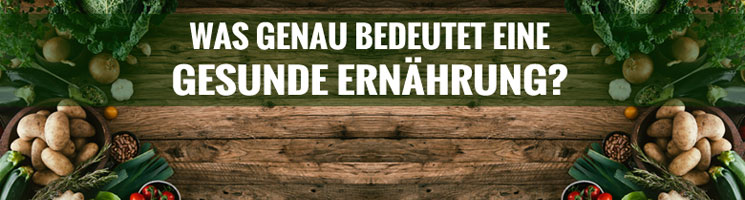 WAS GENAU BEDEUTET EINE
GESUNDE ERNÄHRUNG?